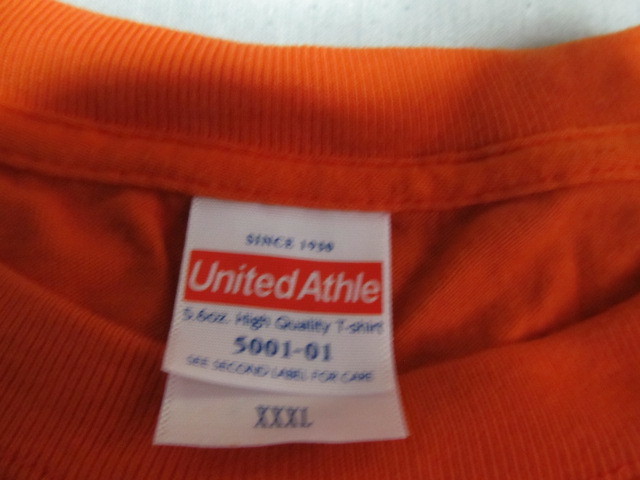 SINCE 1950
United Athle
5.6oz. High Quality T-shirt
5001-01
SEE SECOND LABEL FOR CARE
XXXL